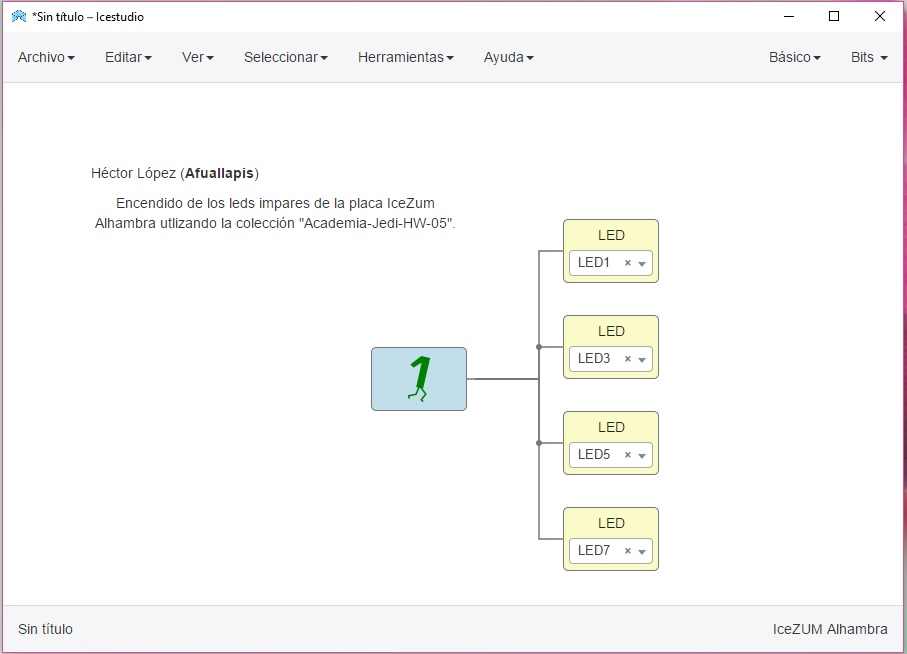 *Sin título – Icestudio
Archivo Editar Ver Seleccionar Herramientas Ayuda Básico Bits
Héctor López (Afuallapis)
Encendido de los leds impares de la placa IceZum
Alhambra utlizando la colección "Academia-Jedi-HW-05".
LED
LED1 ×
LED
LED3 ×
1
LED
LED5 ×
LED
LED7 ×
Sin título IceZUM Alhambra